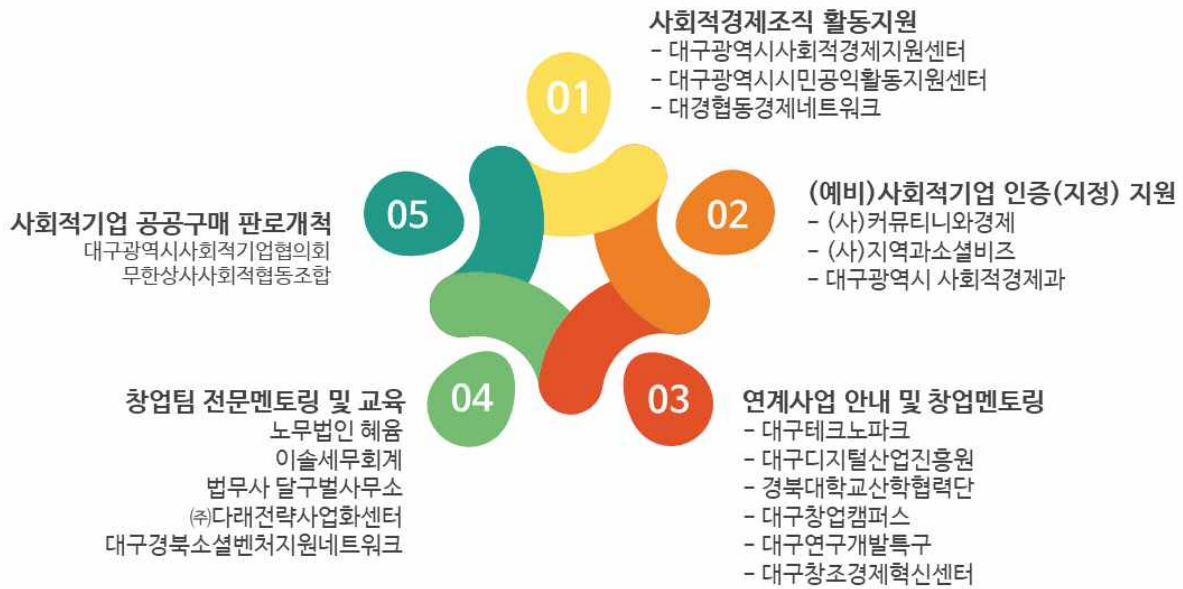 01
사회적경제조직 활동지원
- 대구광역시사회적경제지원센터
- 대구광역시시민공익활동지원센터
- 대경협동경제네트워크
02
(예비)사회적기업 인증(지정) 지원
- (사)커뮤티니와경제
- (사)지역과소셜비즈
- 대구광역시 사회적경제과
03
연계사업 안내 및 창업멘토링
- 대구테크노파크
- 대구디지털산업진흥원
- 경북대학교산학협력단
- 대구창업캠퍼스
- 대구연구개발특구
- 대구창조경제혁신센터
04
창업팀 전문멘토링 및 교육
노무법인 혜윰
이솔세무회계
법무사 달구벌사무소
㈜다래전략사업화센터
대구경북소셜벤처지원네트워크
05
사회적기업 공공구매 판로개척
대구광역시사회적기업협의회
무한상사사회적협동조합